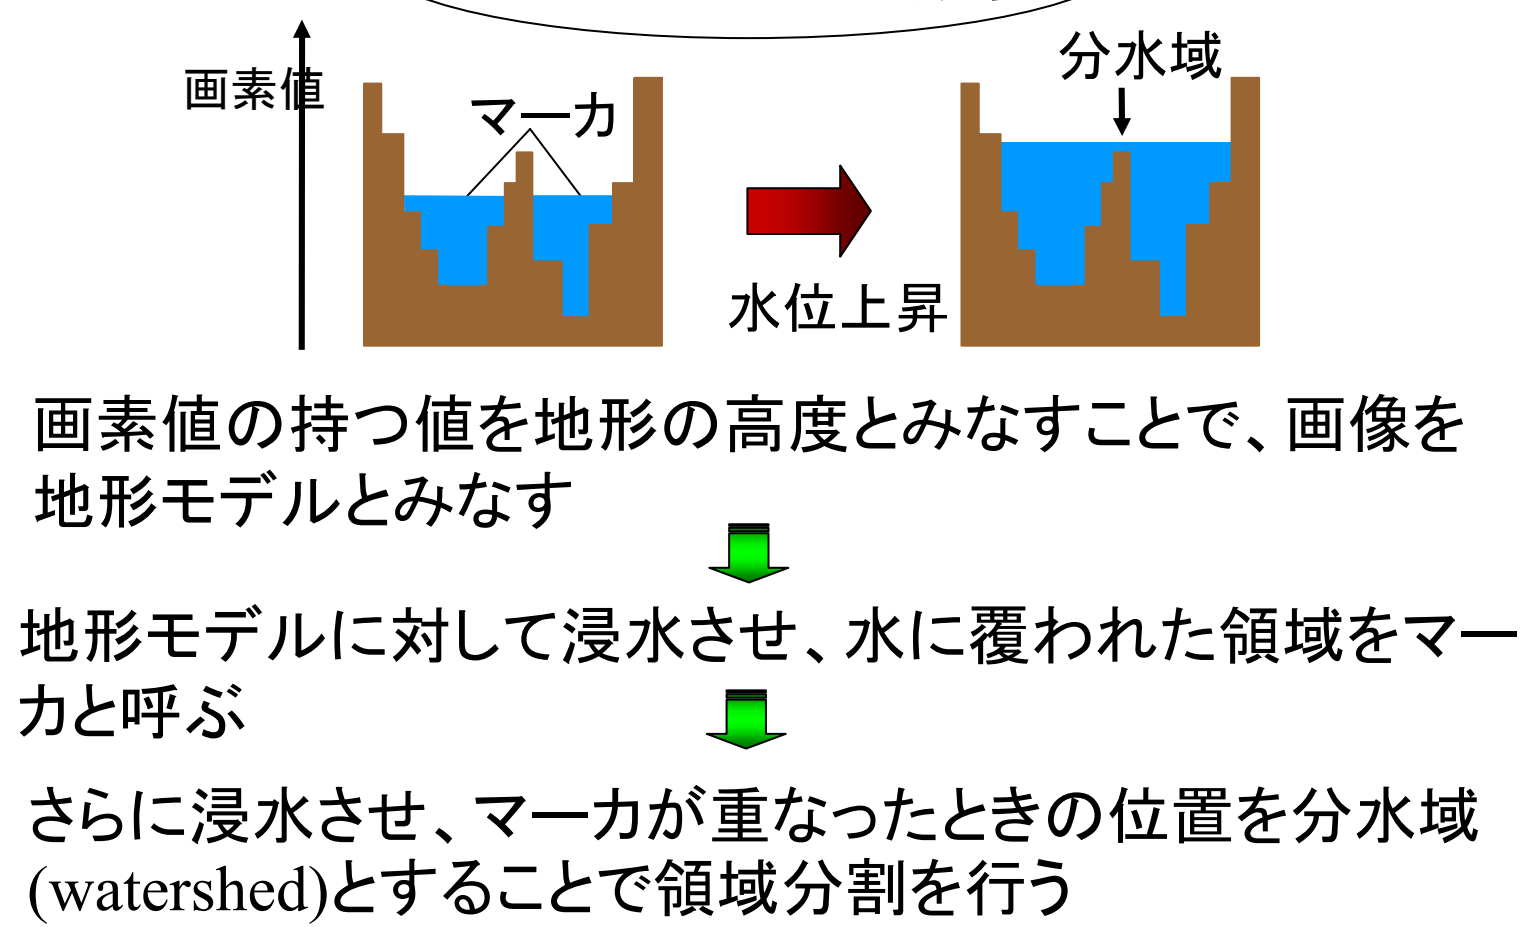 画素値
マーカ
分水域
水位上昇
画素値の持つ値を地形の高度とみなすことで、画像を
地形モデルとみなす
地形モデルに対して浸水させ、水に覆われた領域をマー
カと呼ぶ
さらに浸水させ、マーカが重なったときの位置を分水域
(watershed)とすることで領域分割を行う